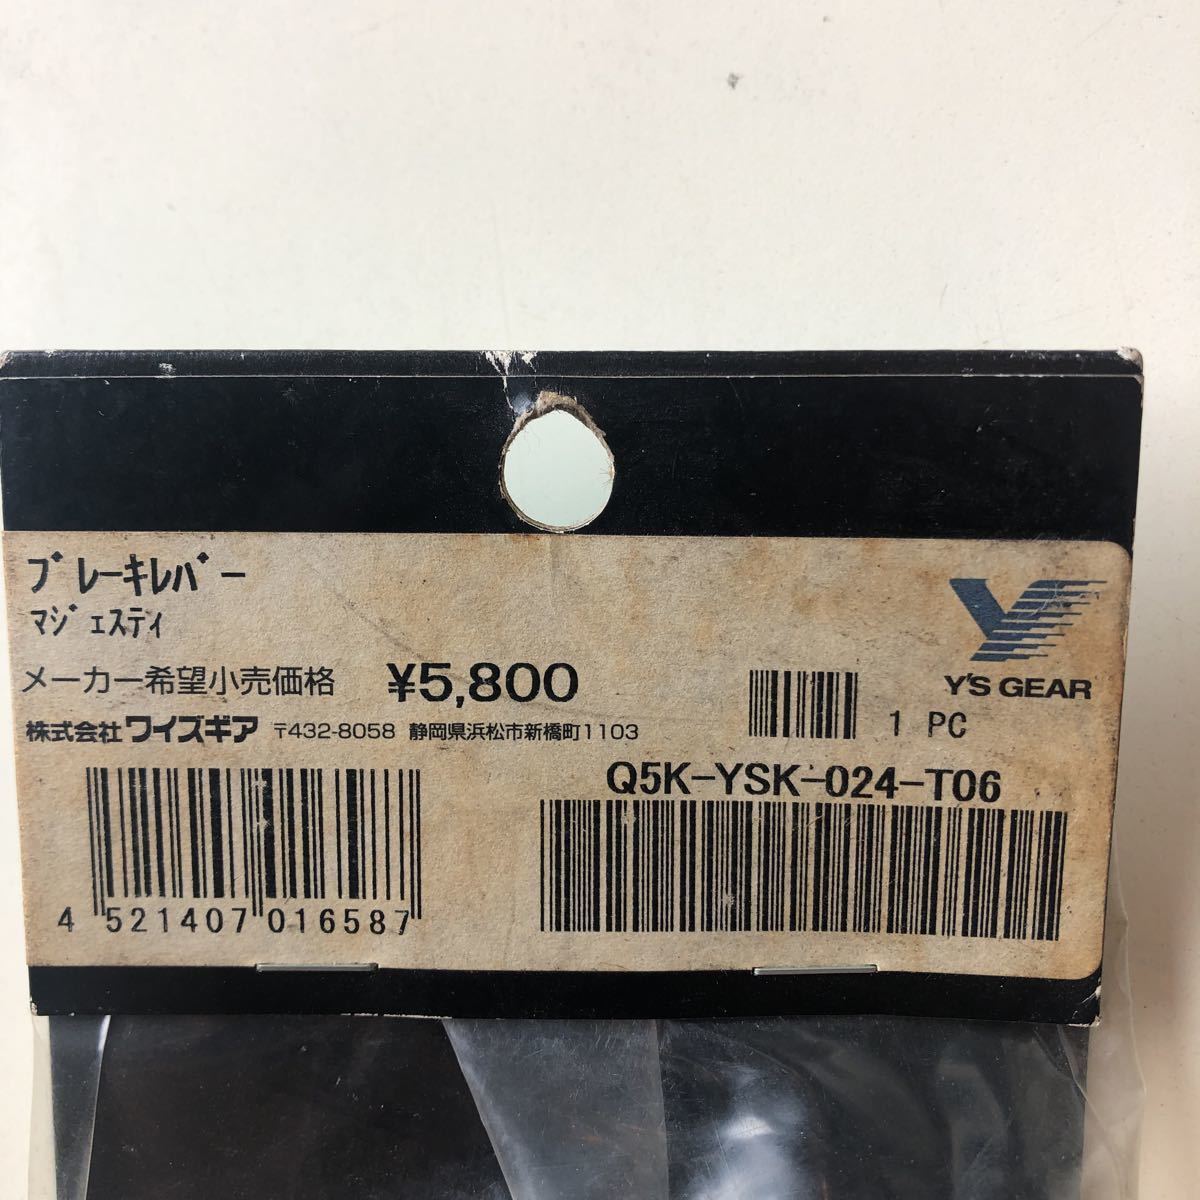 ﾌﾞﾚｰｷﾚﾊﾞｰ
ﾏｼﾞｪｽﾃｨ
メーカー希望小売価格 ¥5,800
株式会社ワイズギア 〒432-8058 静岡県浜松市新橋町1103
Y'S GEAR
1 PC
Q5K-YSK-024-T06
4 521407 016587